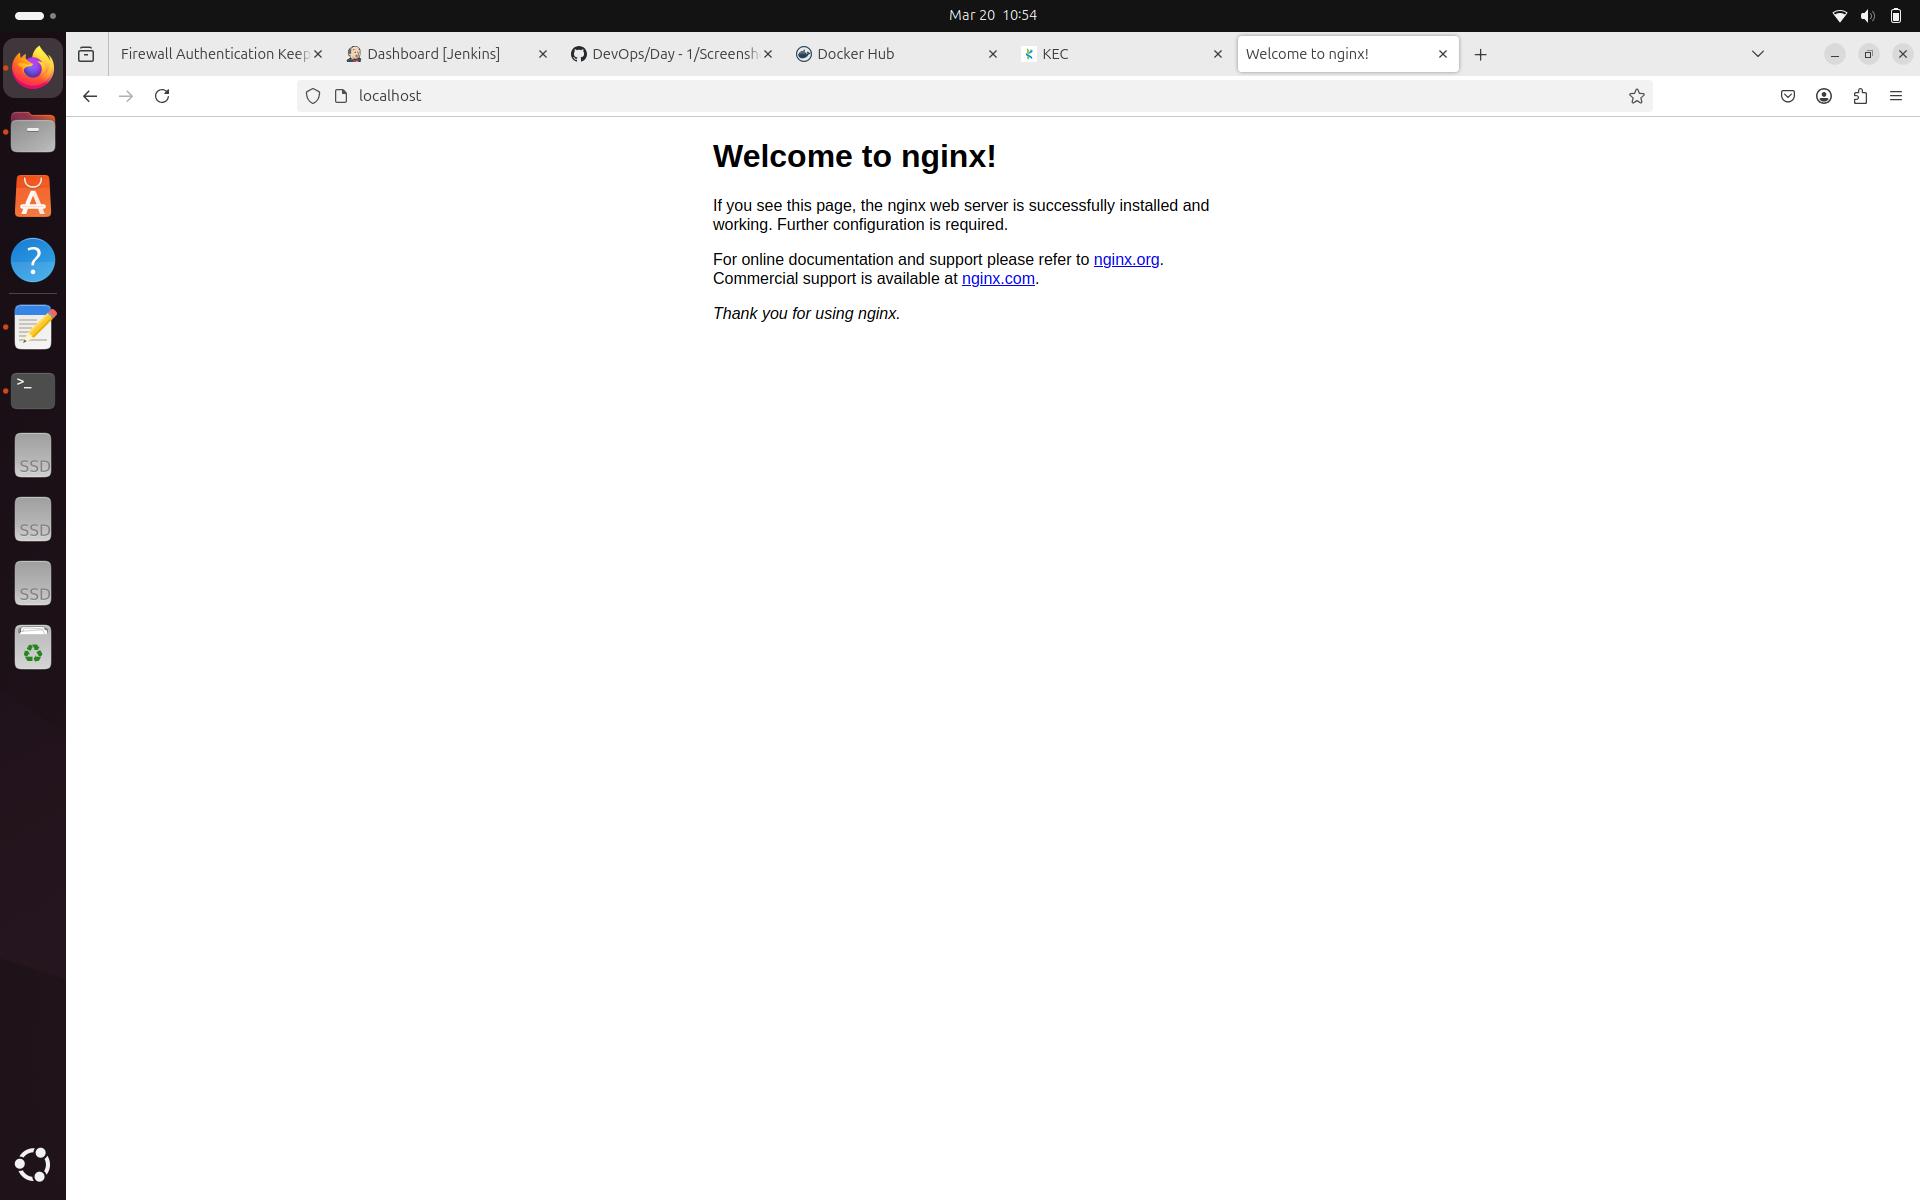 Mar 20 10:54
Firewall Authentication Keep
Dashboard [Jenkins]
DevOps/Day - 1/Screensh
Docker Hub
KEC
Welcome to nginx!
localhost
Welcome to nginx!
If you see this page, the nginx web server is successfully installed and
working. Further configuration is required.
For online documentation and support please refer to nginx.org.
Commercial support is available at nginx.com.
Thank you for using nginx.
>_
SSD
SSD
SSD